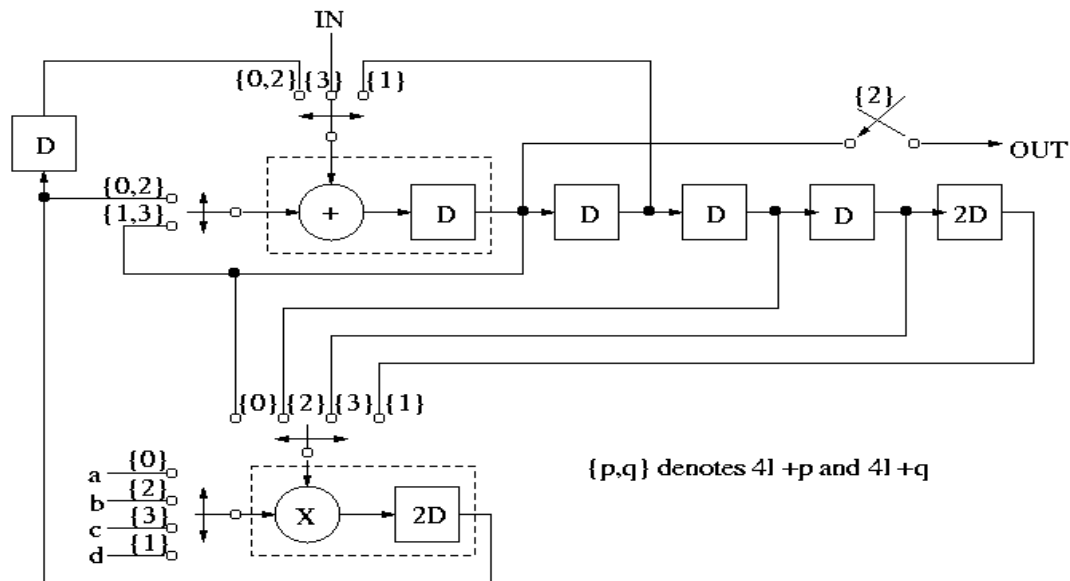 IN
{0,2} {3} {1}
{2}
D
OUT
{0,2}
{1,3}
+
D
D
D
D
2D
{0} {2} {3} {1}
{p,q} denotes 4l +p and 4l +q
a {0}
b {2}
c {3}
d {1}
X
2D